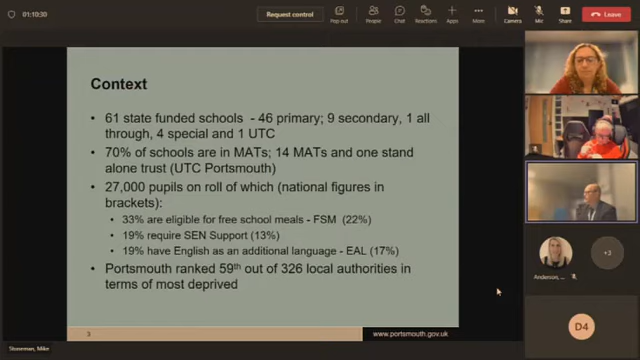 01:10:30
Request control
Pop out
People
Chat
Reactions
Apps
More
Camera
Mic
Share
Leave
Context
• 61 state funded schools - 46 primary; 9 secondary, 1 all
through, 4 special and 1 UTC
• 70% of schools are in MATs; 14 MATs and one stand
alone trust (UTC Portsmouth)
• 27,000 pupils on roll of which (national figures in
brackets):
• 33% are eligible for free school meals - FSM (22%)
• 19% require SEN Support (13%)
• 19% have English as an additional language - EAL (17%)
• Portsmouth ranked 59th out of 326 local authorities in
terms of most deprived
3
www.portsmouth.gov.uk
Stoneman, Mike
Anderson, ...
+3
D4